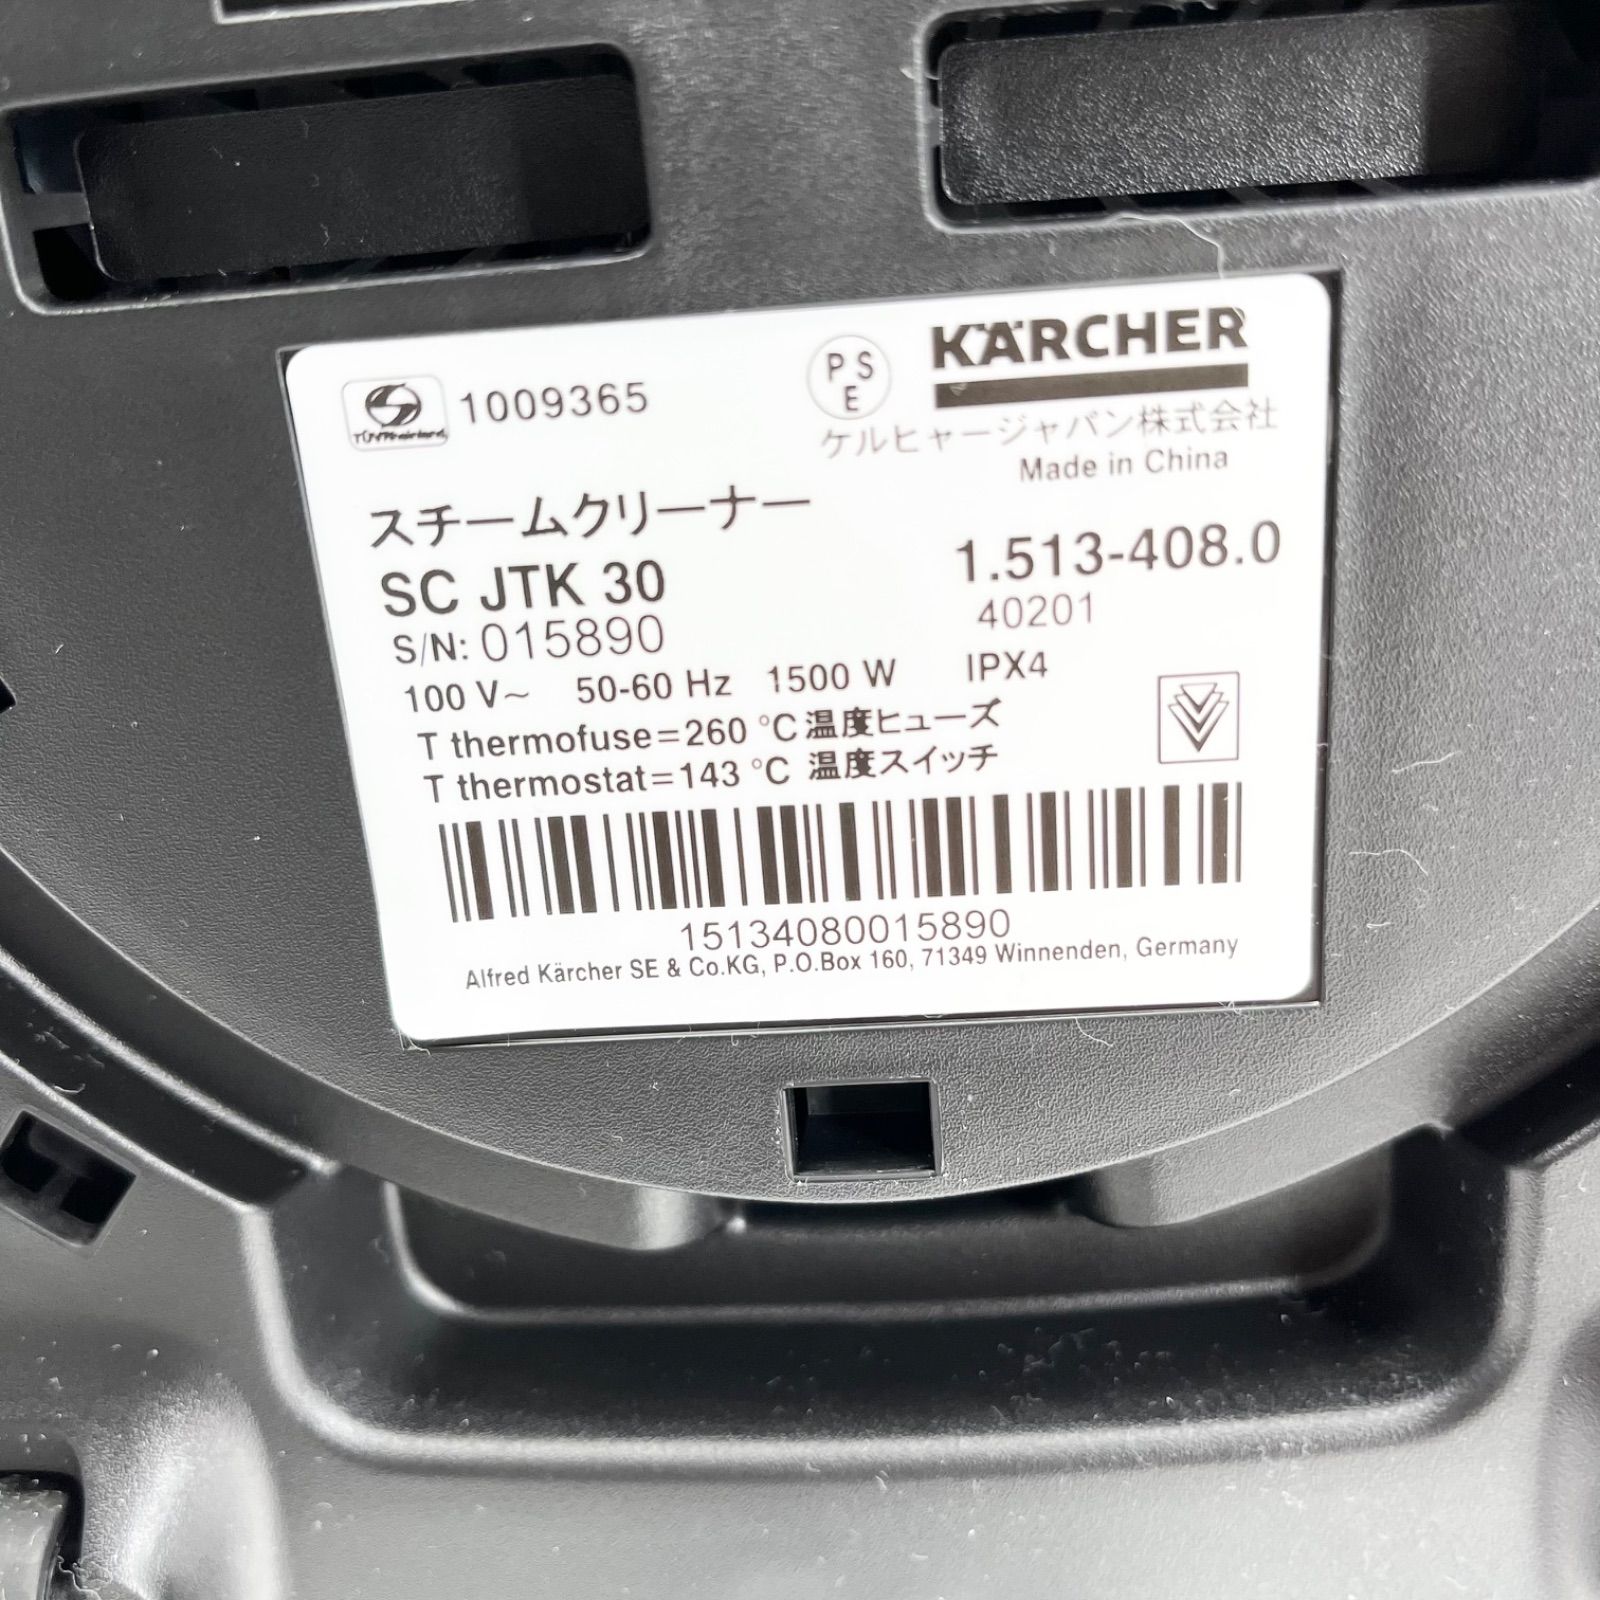 TÜVRheinland 1009365
PSE
KÄRCHER
ケルヒャージャパン株式会社
Made in China
スチームクリーナー
SC JTK 30 1.513-408.0
S/N: 015890 40201
100 V~ 50-60 Hz 1500 W IPX4
T thermofuse=260 °C 温度ヒューズ
T thermostat=143 °C 温度スイッチ
15134080015890
Alfred Kärcher SE & Co.KG, P.O.Box 160, 71349 Winnenden, Germany